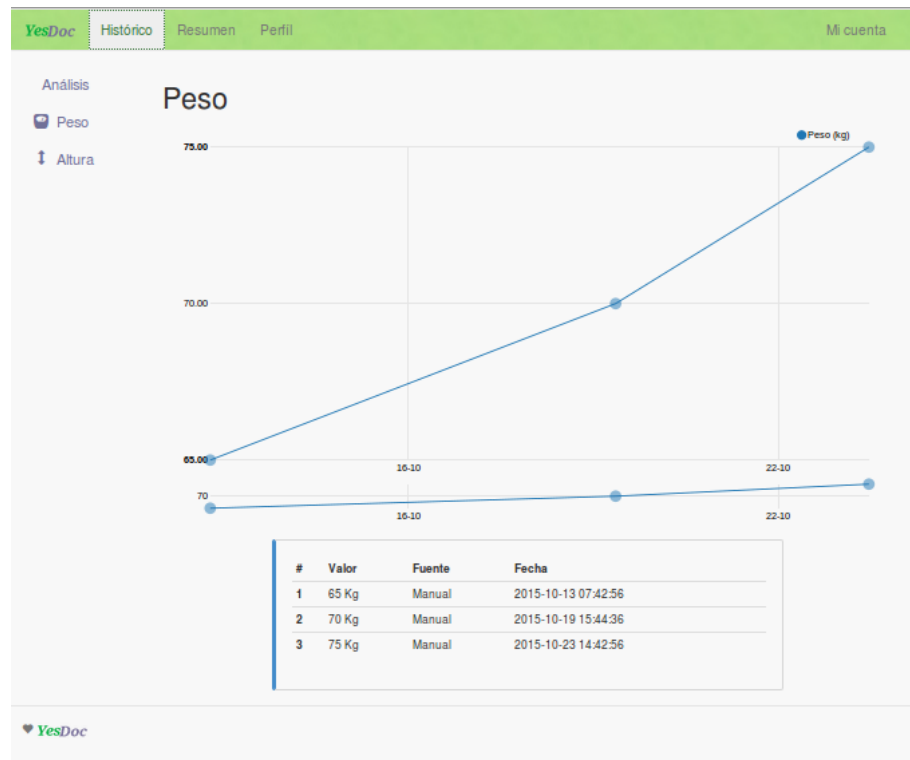 YesDoc Histórico Resumen Perfil Mi cuenta
Análisis
Peso
Altura
Peso
Peso (kg)
75.00
70.00
65.00
16-10 22-10
70
16-10 22-10
# Valor Fuente Fecha
1 65 Kg Manual 2015-10-13 07:42:56
2 70 Kg Manual 2015-10-19 15:44:36
3 75 Kg Manual 2015-10-23 14:42:56
YesDoc